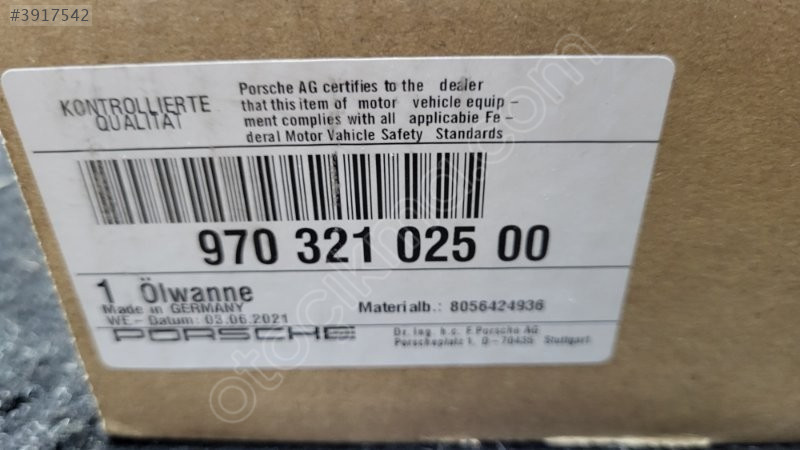 #3917542
KONTROLLIERTE
QUALITAT
Porsche AG certifies to the dealer
that this item of motor vehicle equip -
ment complies with all applicabie Fe -
deral Motor Vehicle Safety Standards
970 321 025 00
1 Ölwanne
Made in GERMANY
Materialb.: 8056424936
WE - Datum: 03.06.2021
PORSCHE
Dr. Ing. h.c. F. Porsche AG
Porscheplatz 1, D - 70435 Stuttgart
otocikma.com